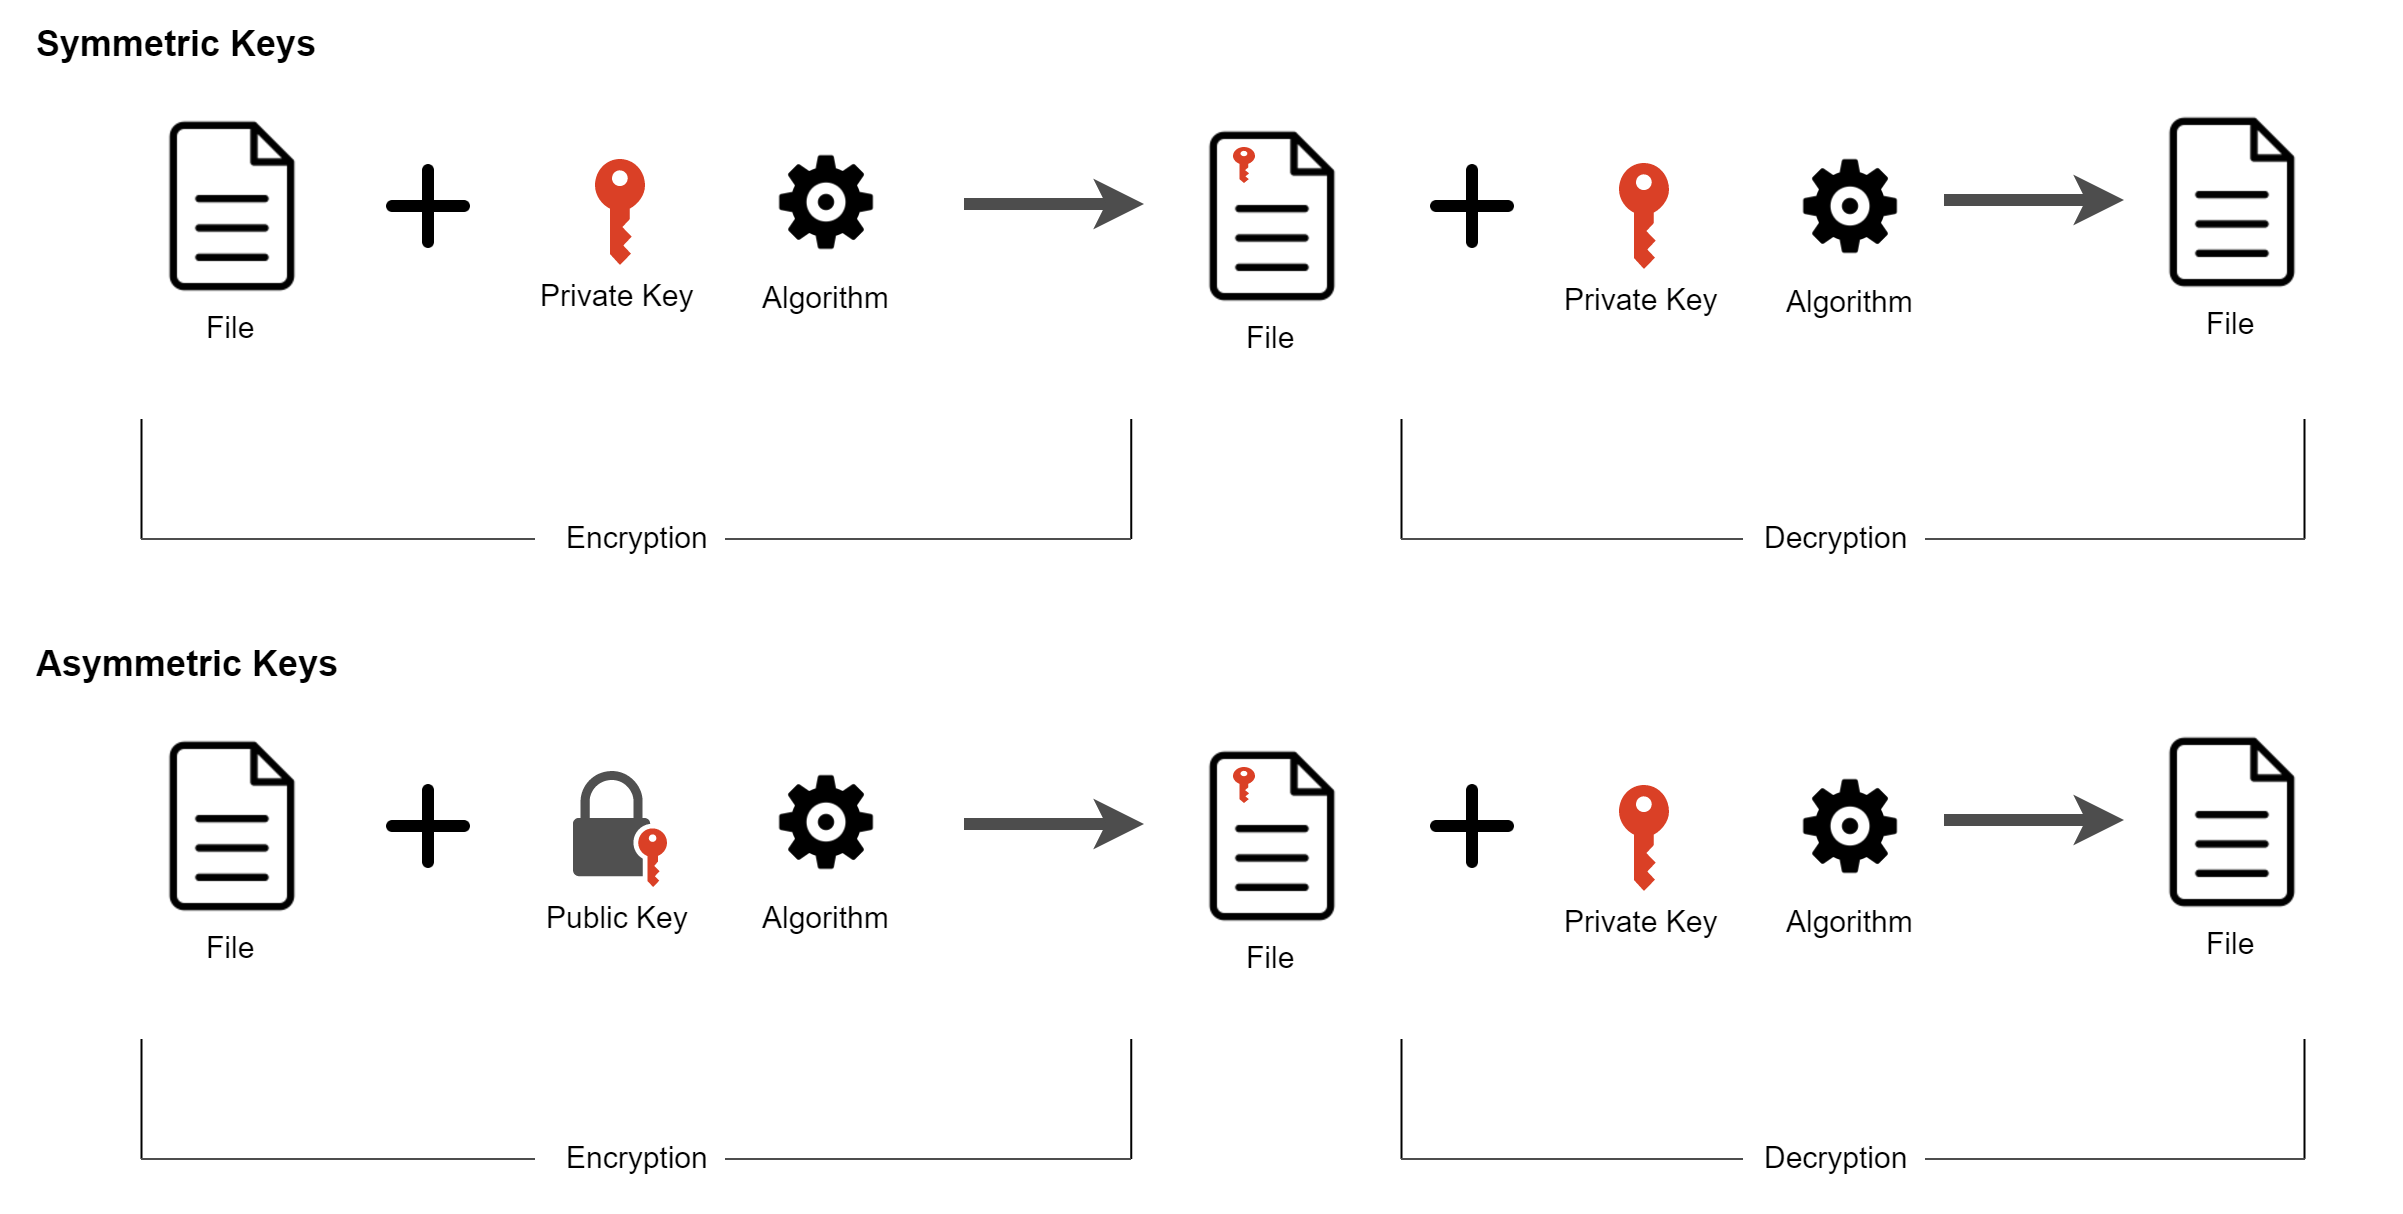 Symmetric Keys
File
Private Key
Algorithm
File
Private Key
Algorithm
File
Encryption
Decryption
Asymmetric Keys
File
Public Key
Algorithm
File
Private Key
Algorithm
File
Encryption
Decryption